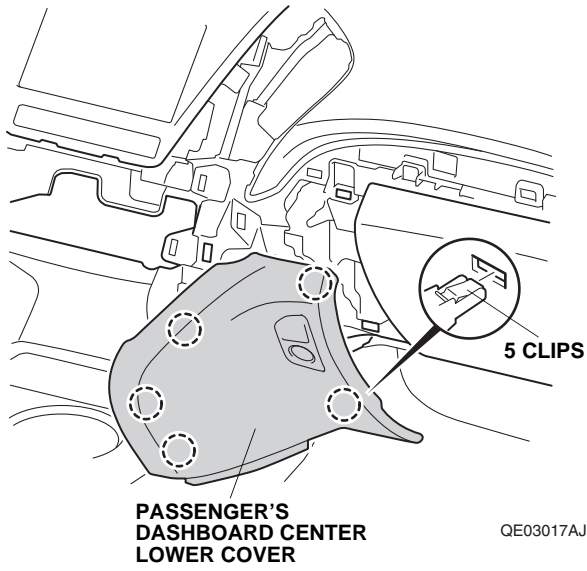 5 CLIPS
PASSENGER'S
DASHBOARD CENTER
LOWER COVER
QE03017AJ